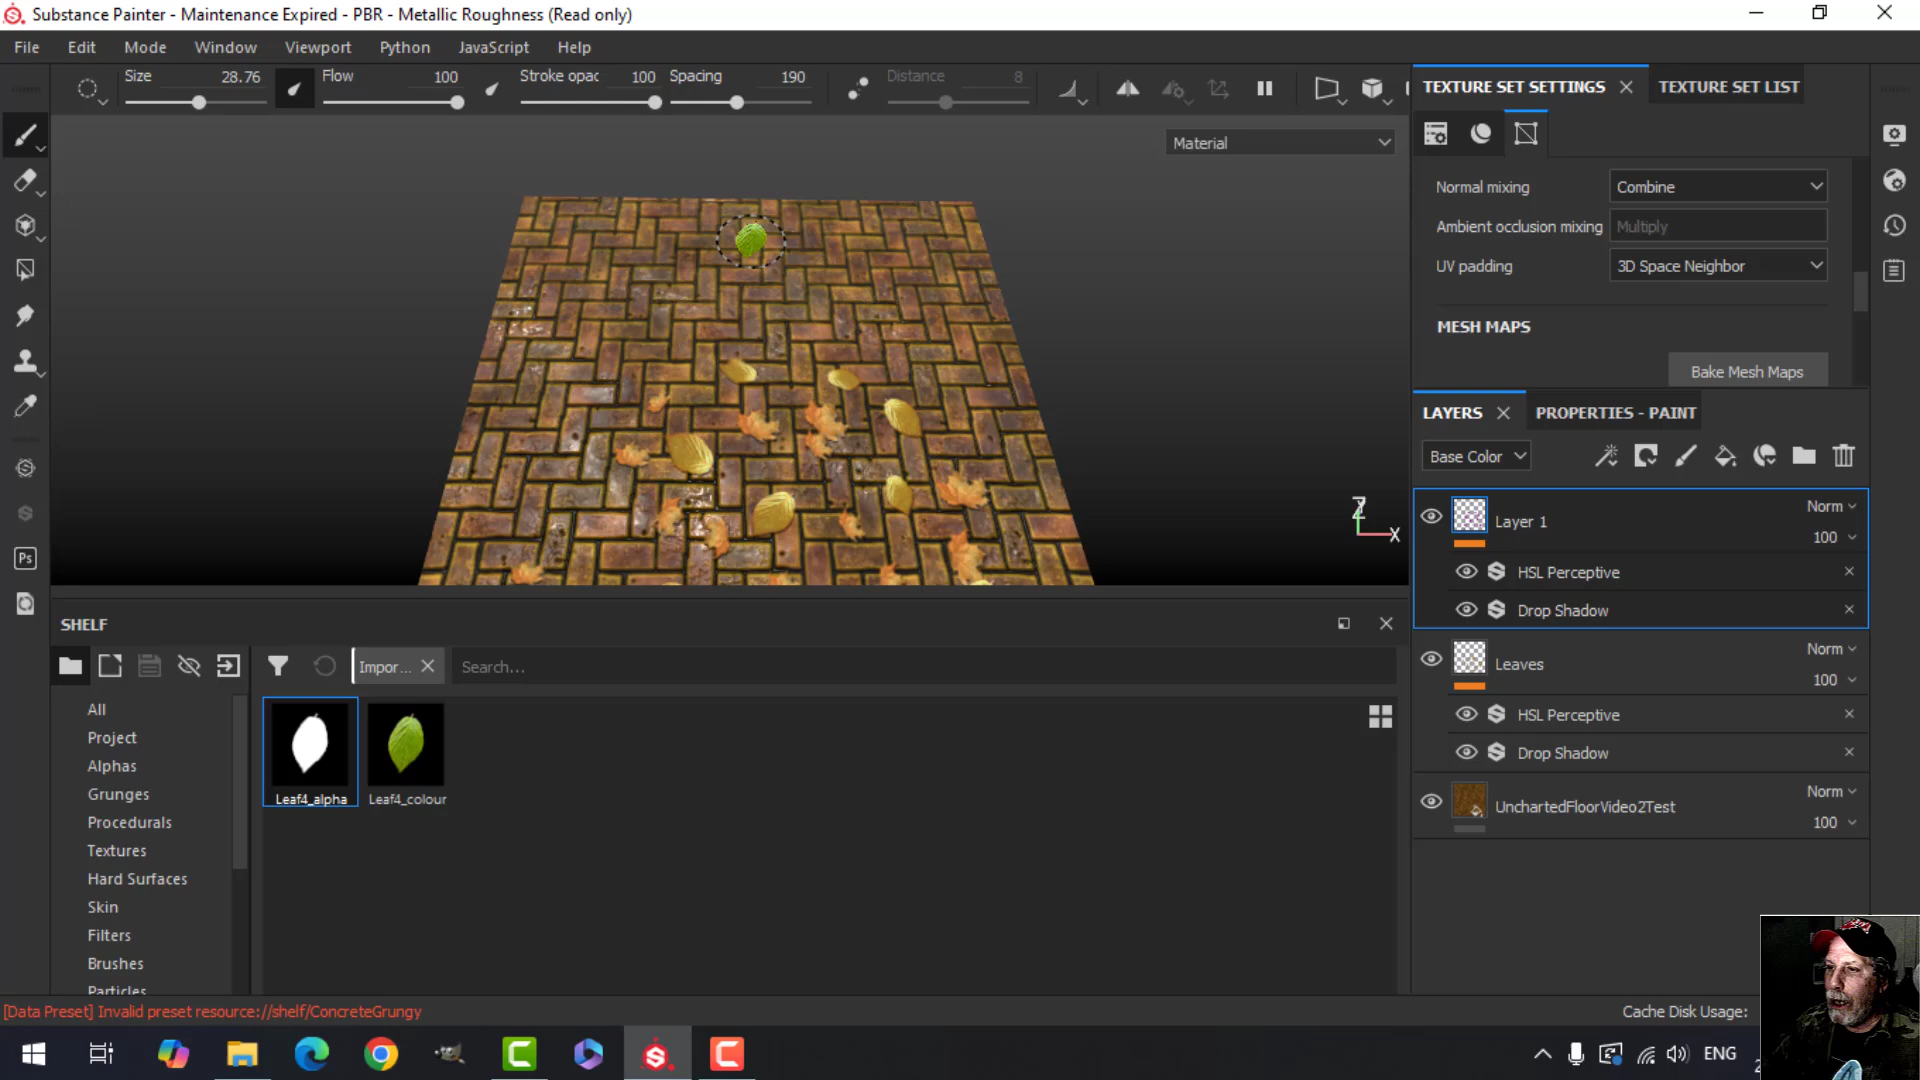 Substance Painter - Maintenance Expired - PBR - Metallic Roughness (Read only)
File Edit Mode Window Viewport Python JavaScript Help
Size 28.76 Flow 100 Stroke opac 100 Spacing 190 Distance 8
TEXTURE SET SETTINGS TEXTURE SET LIST
Material
Normal mixing Combine
Ambient occlusion mixing Multiply
UV padding 3D Space Neighbor
MESH MAPS
Bake Mesh Maps
LAYERS PROPERTIES - PAINT
Base Color
Layer 1 Norm 100
HSL Perceptive
Drop Shadow
Leaves Norm 100
HSL Perceptive
Drop Shadow
UnchartedFloorVideo2Test Norm 100
Z
Y
X
Ps
SHELF
Impor... Search...
All
Project
Alphas
Grunges
Procedurals
Textures
Hard Surfaces
Skin
Filters
Brushes
Particles
Leaf4_alpha Leaf4_colour
[Data Preset] Invalid preset resource://shelf/ConcreteGrungy
Cache Disk Usage:
ENG